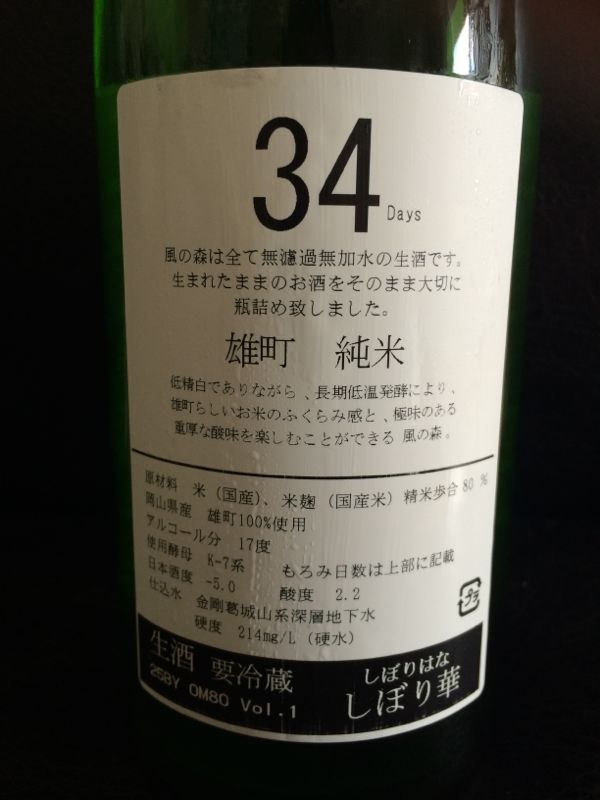 34 Days
風の森は全て無濾過無加水の生酒です。
生まれたままのお酒をそのまま大切に
瓶詰め致しました。
雄町 純米
低精白でありながら、長期低温発酵により、
雄町らしいお米のふくらみ感と、極味のある
重厚な酸味を楽しむことができる 風の森。
原材料 米（国産）、米麹（国産米）精米歩合 80 %
岡山県産 雄町100%使用
アルコール分 17度
使用酵母 K-7系 もろみ日数は上部に記載
日本酒度 -5.0 酸度 2.2
仕込水 金剛葛城山系深層地下水
硬度 214mg/L（硬水）
プラ
生酒 要冷蔵
26BY OM80 Vol.1
しぼりはな
しぼり華